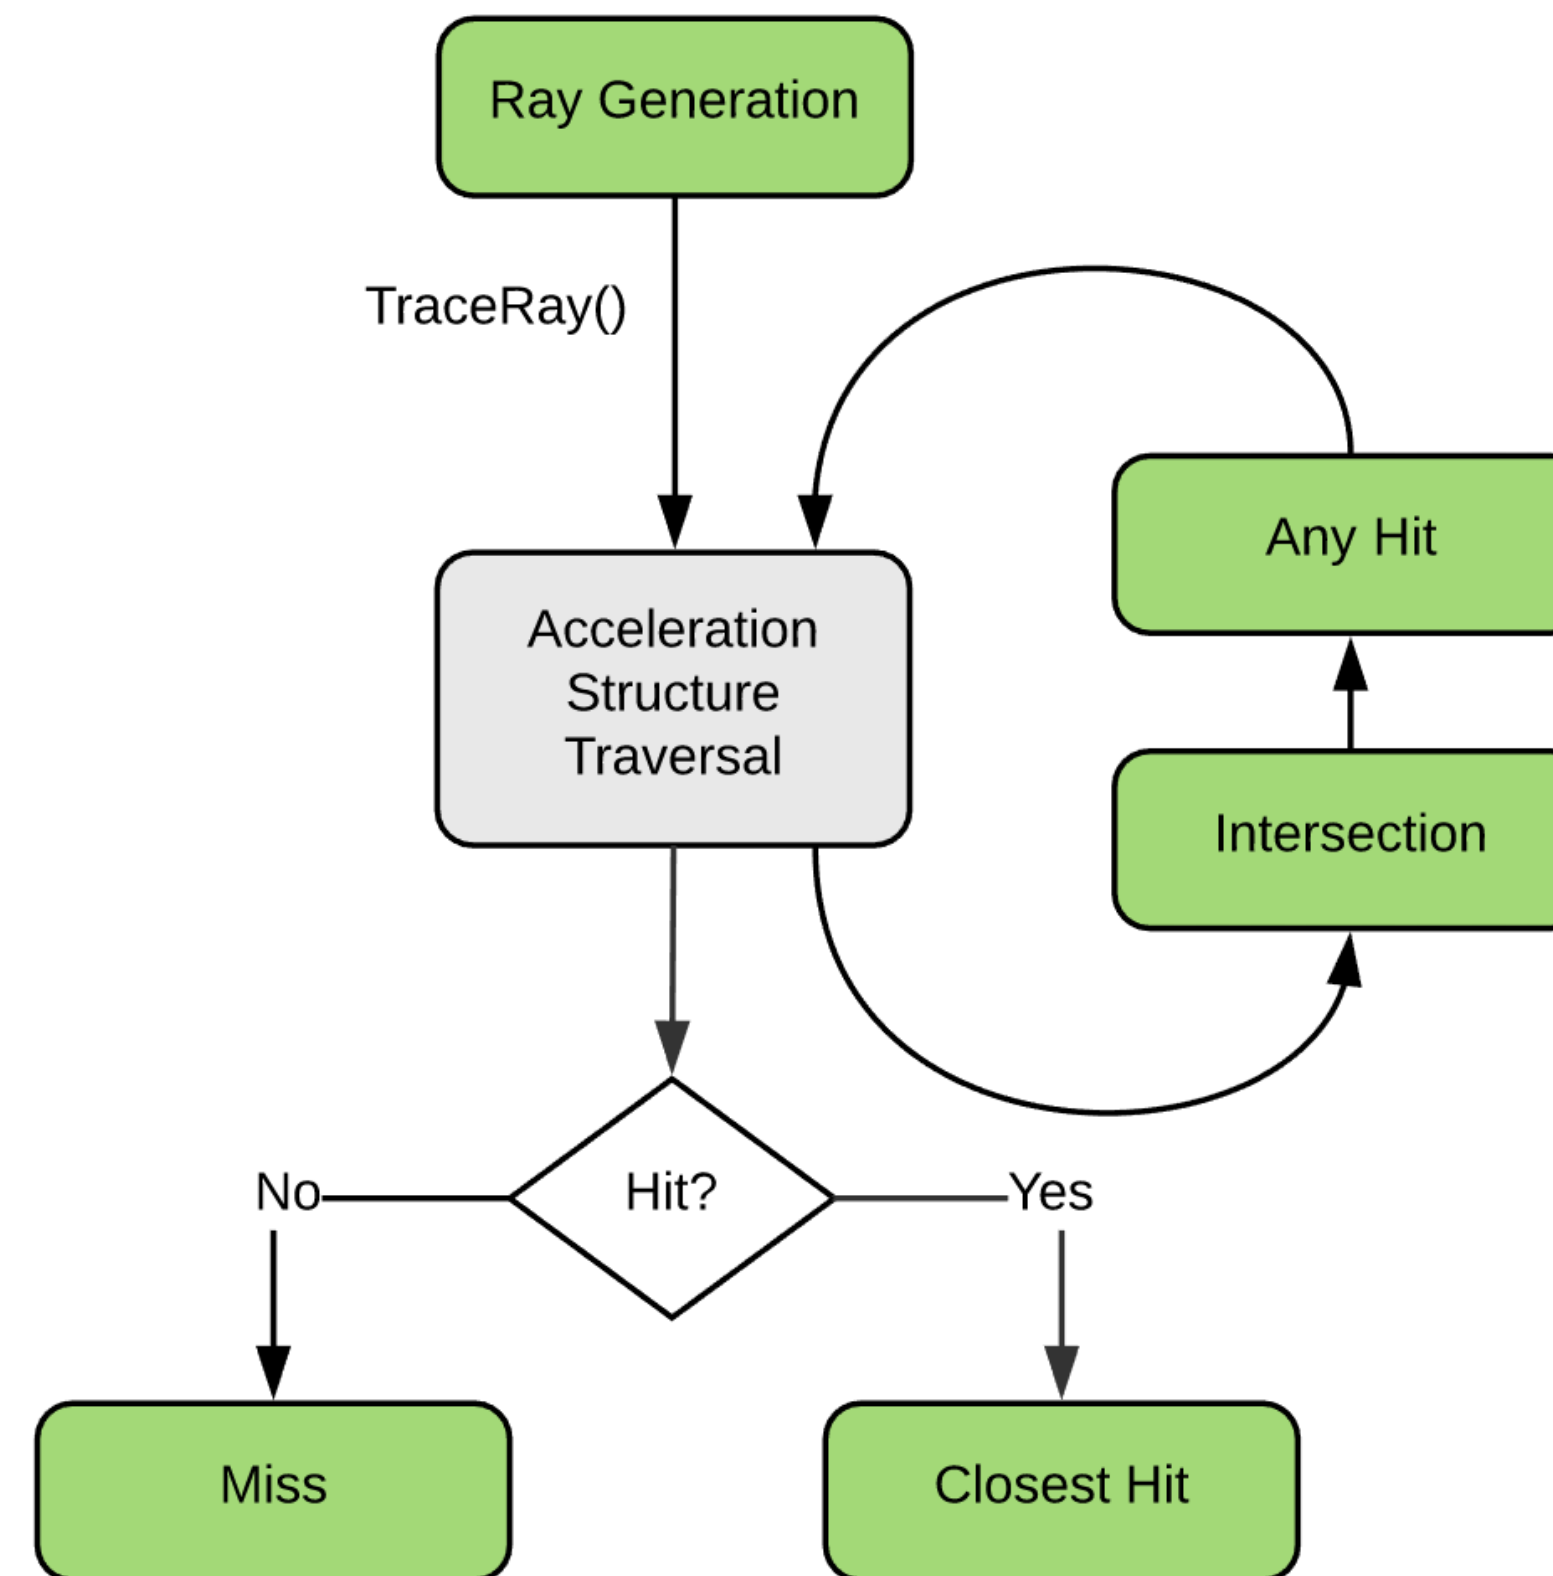 Ray Generation
TraceRay()
Any Hit
Acceleration
Structure
Traversal
Intersection
No
Hit?
Yes
Miss
Closest Hit